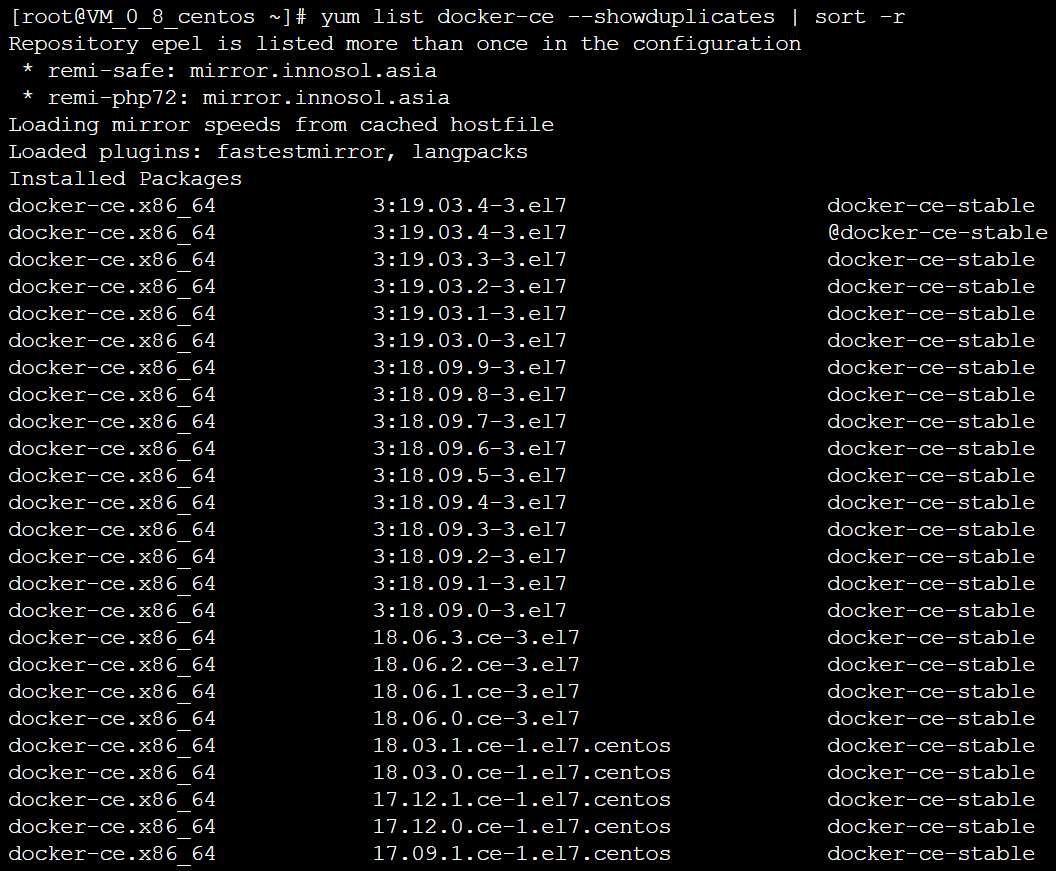 [root@VM_0_8_centos ~]# yum list docker-ce --showduplicates | sort -r
Repository epel is listed more than once in the configuration
 * remi-safe: mirror.innosol.asia
 * remi-php72: mirror.innosol.asia
Loading mirror speeds from cached hostfile
Loaded plugins: fastestmirror, langpacks
Installed Packages
docker-ce.x86_64            3:19.03.4-3.el7                    docker-ce-stable
docker-ce.x86_64            3:19.03.4-3.el7                    @docker-ce-stable
docker-ce.x86_64            3:19.03.3-3.el7                    docker-ce-stable
docker-ce.x86_64            3:19.03.2-3.el7                    docker-ce-stable
docker-ce.x86_64            3:19.03.1-3.el7                    docker-ce-stable
docker-ce.x86_64            3:19.03.0-3.el7                    docker-ce-stable
docker-ce.x86_64            3:18.09.9-3.el7                    docker-ce-stable
docker-ce.x86_64            3:18.09.8-3.el7                    docker-ce-stable
docker-ce.x86_64            3:18.09.7-3.el7                    docker-ce-stable
docker-ce.x86_64            3:18.09.6-3.el7                    docker-ce-stable
docker-ce.x86_64            3:18.09.5-3.el7                    docker-ce-stable
docker-ce.x86_64            3:18.09.4-3.el7                    docker-ce-stable
docker-ce.x86_64            3:18.09.3-3.el7                    docker-ce-stable
docker-ce.x86_64            3:18.09.2-3.el7                    docker-ce-stable
docker-ce.x86_64            3:18.09.1-3.el7                    docker-ce-stable
docker-ce.x86_64            3:18.09.0-3.el7                    docker-ce-stable
docker-ce.x86_64            18.06.3.ce-3.el7                   docker-ce-stable
docker-ce.x86_64            18.06.2.ce-3.el7                   docker-ce-stable
docker-ce.x86_64            18.06.1.ce-3.el7                   docker-ce-stable
docker-ce.x86_64            18.06.0.ce-3.el7                   docker-ce-stable
docker-ce.x86_64            18.03.1.ce-1.el7.centos            docker-ce-stable
docker-ce.x86_64            18.03.0.ce-1.el7.centos            docker-ce-stable
docker-ce.x86_64            17.12.1.ce-1.el7.centos            docker-ce-stable
docker-ce.x86_64            17.12.0.ce-1.el7.centos            docker-ce-stable
docker-ce.x86_64            17.09.1.ce-1.el7.centos            docker-ce-stable